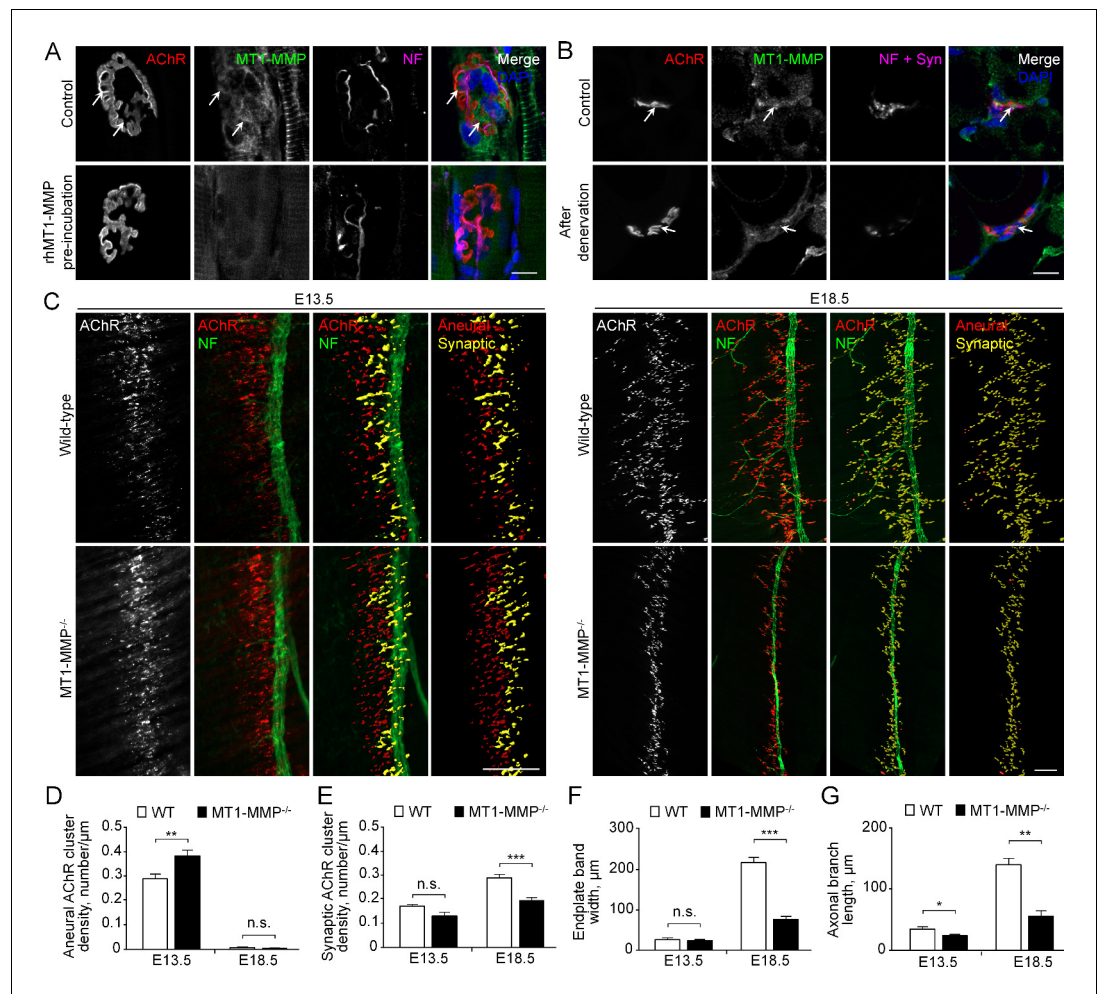 A
AChR
MT1-MMP
NF
Merge
DAPI
Control
rhMT1-MMP
pre-incubation
B
AChR
MT1-MMP
NF + Syn
Merge
DAPI
Control
After
denervation
C
E13.5
AChR
AChR
NF
AChR
NF
Aneural
Synaptic
Wild-type
MT1-MMP-/-
E18.5
AChR
AChR
NF
AChR
NF
Aneural
Synaptic
Wild-type
MT1-MMP-/-
D
WT
MT1-MMP-/-
Aneural AChR cluster
density, number/µm
0.5
0.4
0.3
0.2
0.1
0
**
n.s.
E13.5
E18.5
E
WT
MT1-MMP-/-
Synaptic AChR cluster
density, number/µm
0.5
0.4
0.3
0.2
0.1
0
n.s.
***
E13.5
E18.5
F
WT
MT1-MMP-/-
Endplate band
width, µm
300
200
100
0
n.s.
***
E13.5
E18.5
G
WT
MT1-MMP-/-
Axonal branch
length, µm
200
100
0
*
**
E13.5
E18.5